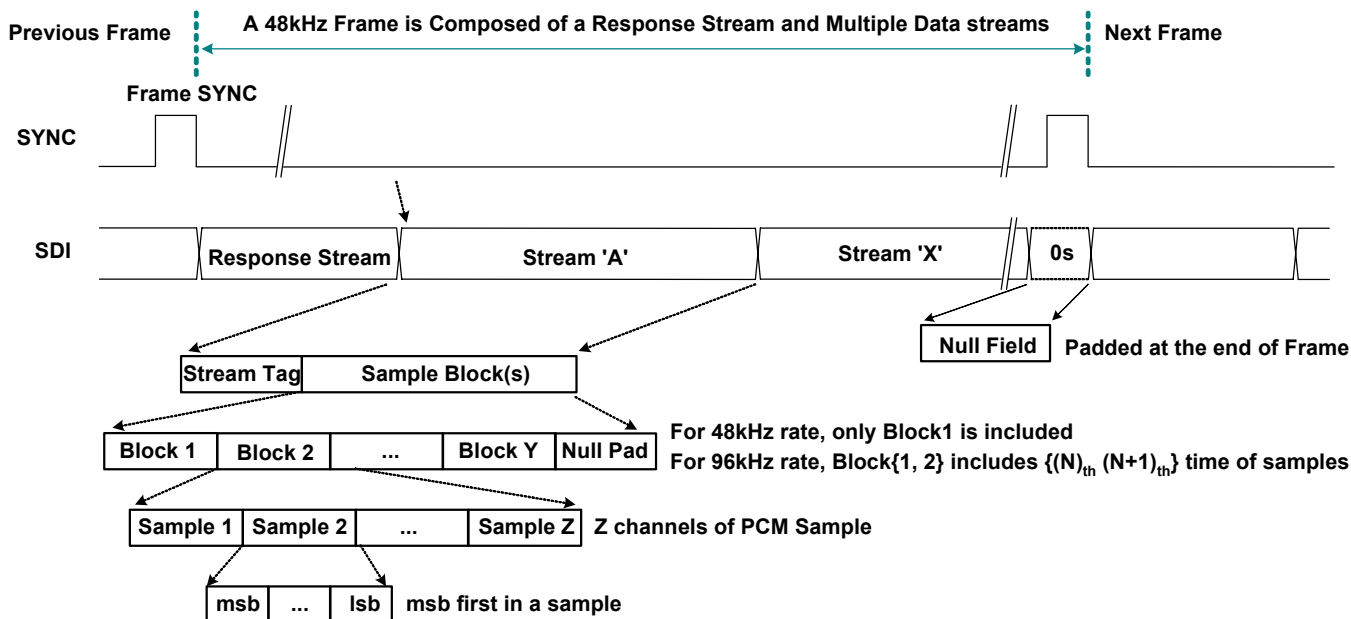 A 48kHz Frame is Composed of a Response Stream and Multiple Data streams
Previous Frame
Next Frame
Frame SYNC
SYNC
SDI
Response Stream
Stream 'A'
Stream 'X'
0s
Null Field
Padded at the end of Frame
Stream Tag
Sample Block(s)
Block 1
Block 2
...
Block Y
Null Pad
For 48kHz rate, only Block1 is included
For 96kHz rate, Block{1, 2} includes {(N)th (N+1)th} time of samples
Sample 1
Sample 2
...
Sample Z
Z channels of PCM Sample
msb
...
lsb
msb first in a sample